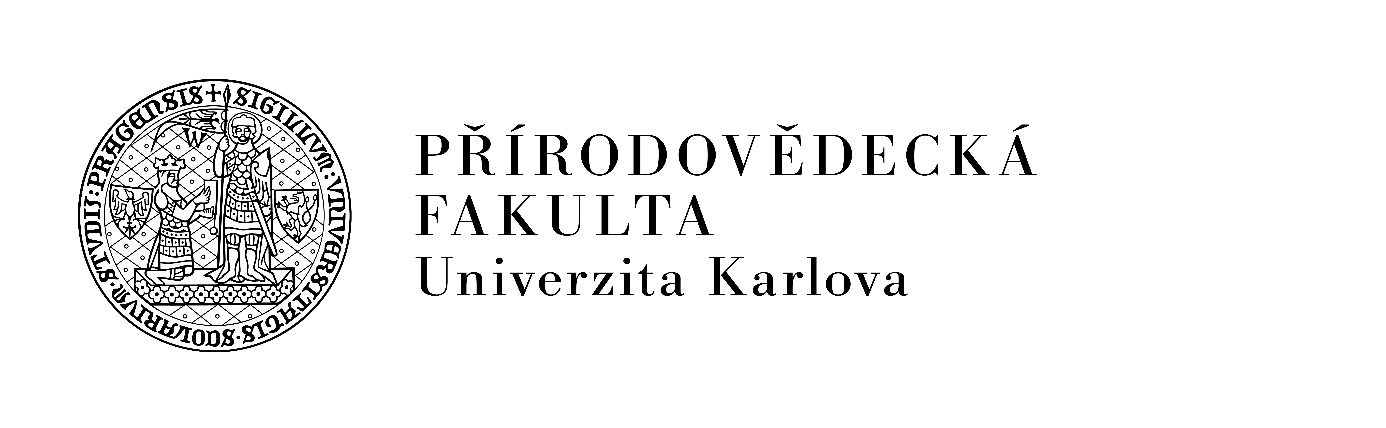 SIGILLVM : VNIVERSITATIS · SCOLARIVM · STVDII : PRAGENSIS
PŘÍRODOVĚDECKÁ
FAKULTA
Univerzita Karlova